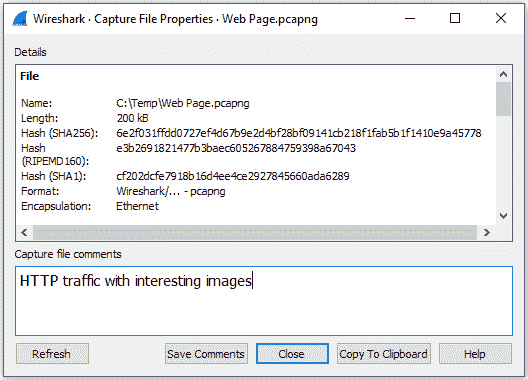 Wireshark · Capture File Properties · Web Page.pcapng
Details
File
Name: C:\Temp\Web Page.pcapng
Length: 200 kB
Hash (SHA256): 6e2f031ffdd0727ef4d67b9e2d4bf28bf09141cb218f1fab5b1f1410e9a45778
Hash (RIPEMD160): e3b2691821477b3baec605267884759398a67043
Hash (SHA1): cf202dcfe7918b16d4ee4ce2927845660ada6289
Format: Wireshark/... - pcapng
Encapsulation: Ethernet
Capture file comments
HTTP traffic with interesting images
Refresh Save Comments Close Copy To Clipboard Help